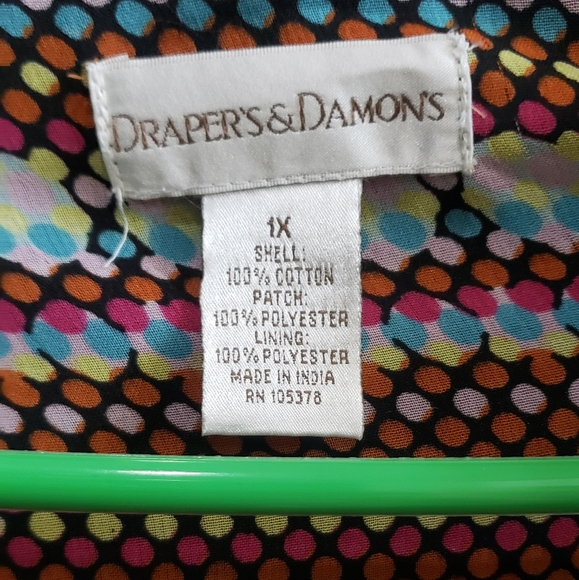 DRAPER'S & DAMON'S
1X
SHELL:
100% COTTON
PATCH:
100% POLYESTER
LINING:
100% POLYESTER
MADE IN INDIA
RN 105378